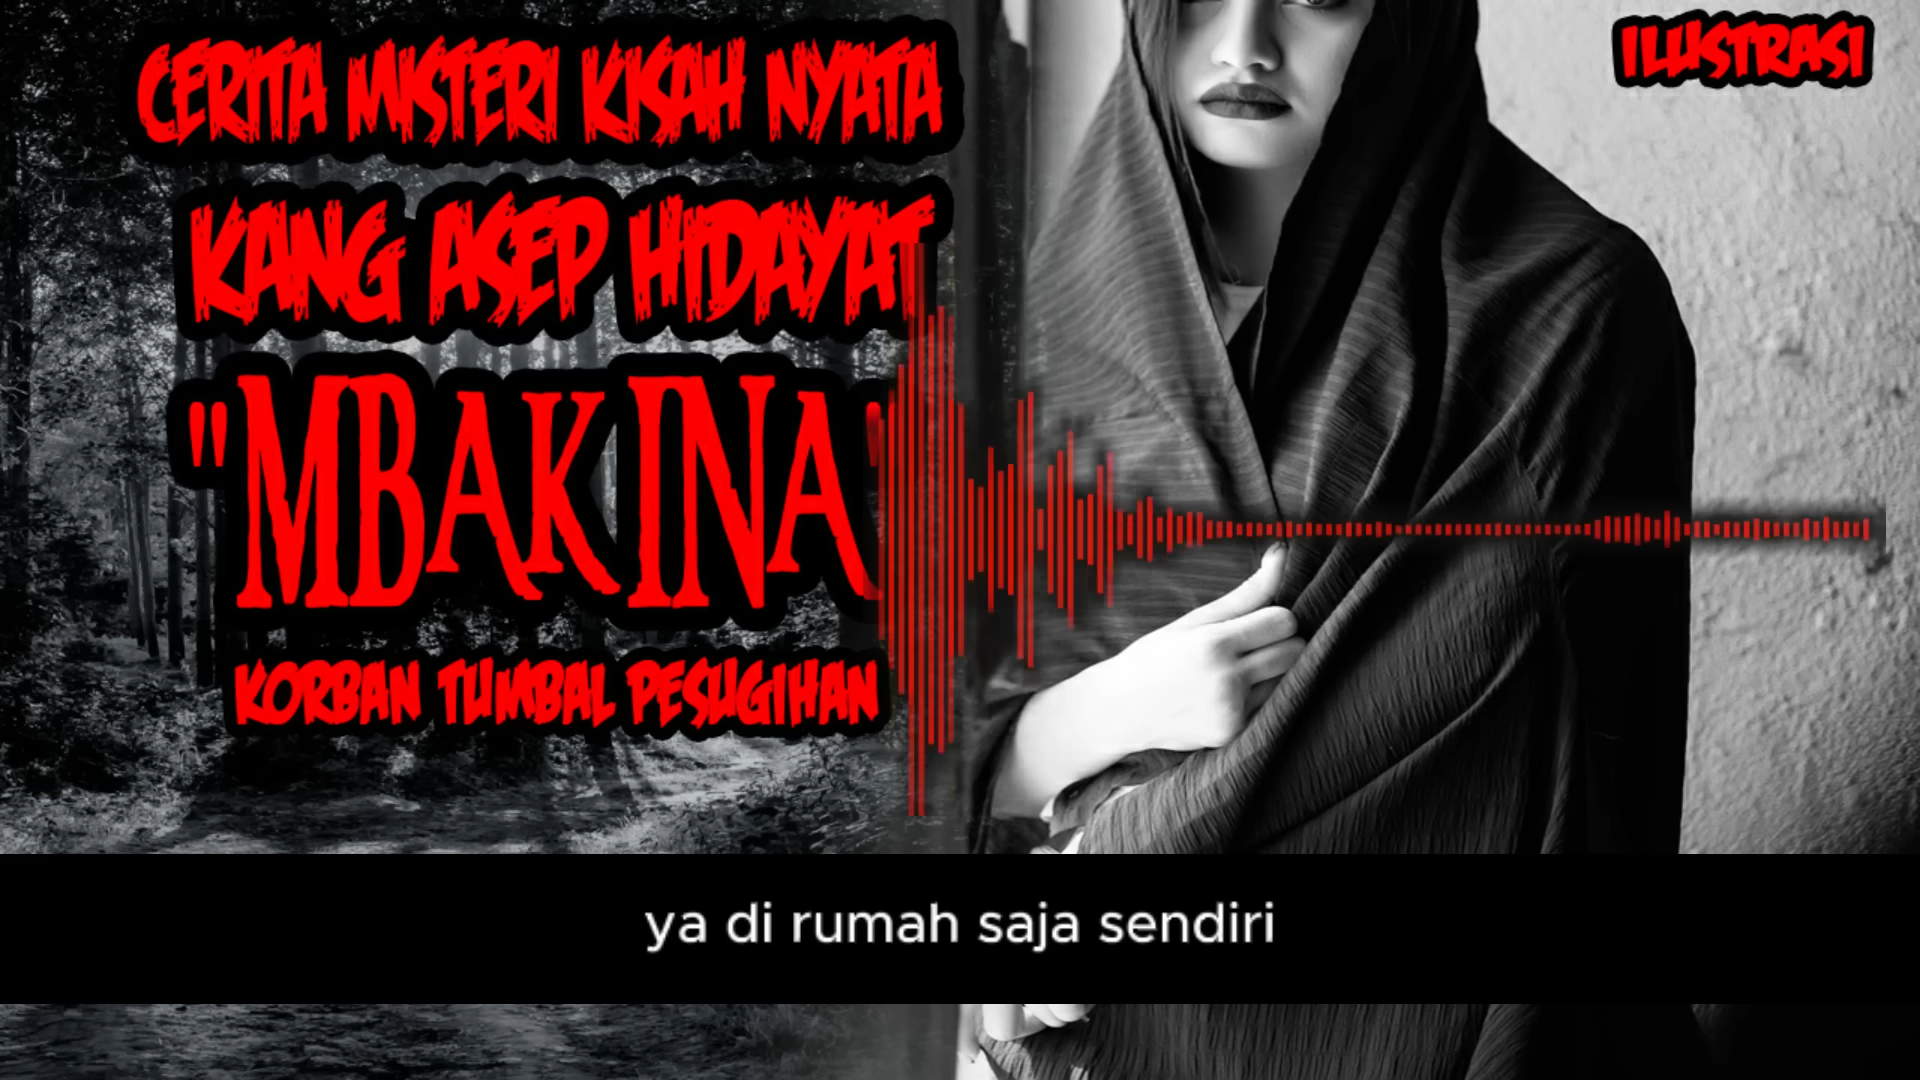 CERITA MISTERI KISAH NYATA
KANG ASEP HIDAYAT
"MBAK INA"
KORBAN TUMBAL PESUGIHAN
ILUSTRASI
ya di rumah saja sendiri